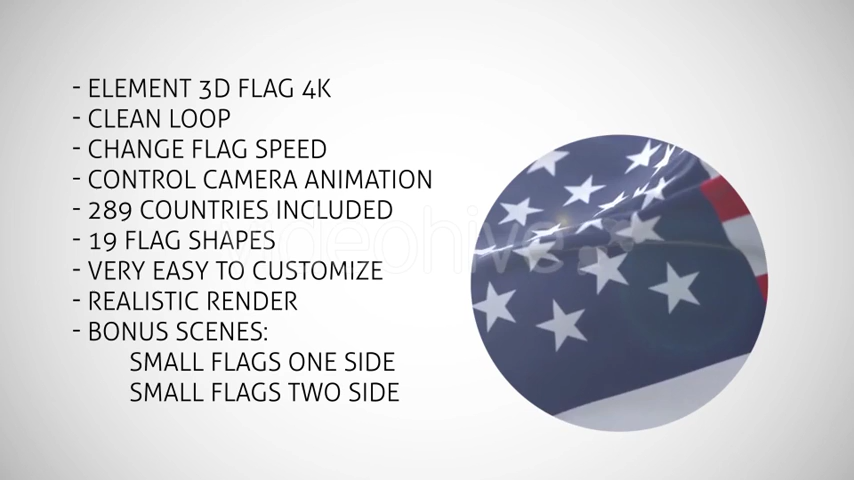 - ELEMENT 3D FLAG 4K
- CLEAN LOOP
- CHANGE FLAG SPEED
- CONTROL CAMERA ANIMATION
- 289 COUNTRIES INCLUDED
- 19 FLAG SHAPES
- VERY EASY TO CUSTOMIZE
- REALISTIC RENDER
- BONUS SCENES:
SMALL FLAGS ONE SIDE
SMALL FLAGS TWO SIDE
videohive